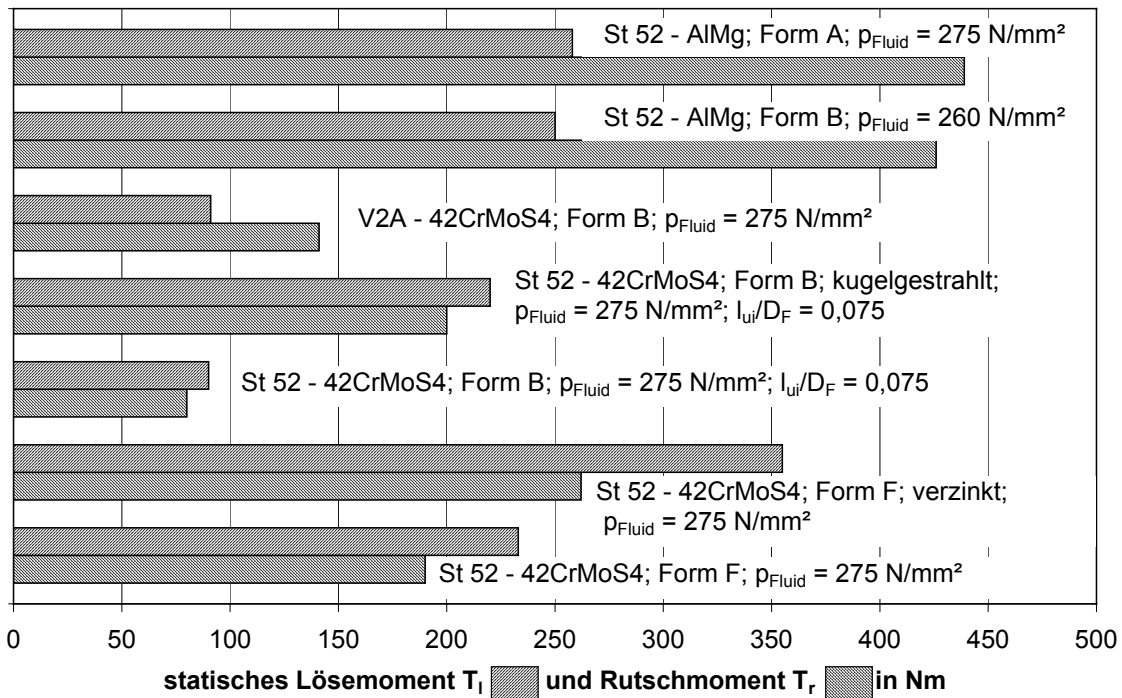 St 52 - AlMg; Form A; pFluid = 275 N/mm²
St 52 - AlMg; Form B; pFluid = 260 N/mm²
V2A - 42CrMoS4; Form B; pFluid = 275 N/mm²
St 52 - 42CrMoS4; Form B; kugelgestrahlt;
pFluid = 275 N/mm²; lui/DF = 0,075
St 52 - 42CrMoS4; Form B; pFluid = 275 N/mm²; lui/DF = 0,075
St 52 - 42CrMoS4; Form F; verzinkt;
pFluid = 275 N/mm²
St 52 - 42CrMoS4; Form F; pFluid = 275 N/mm²
0 50 100 150 200 250 300 350 400 450 500
statisches Lösemoment Tl und Rutschmoment Tr in Nm